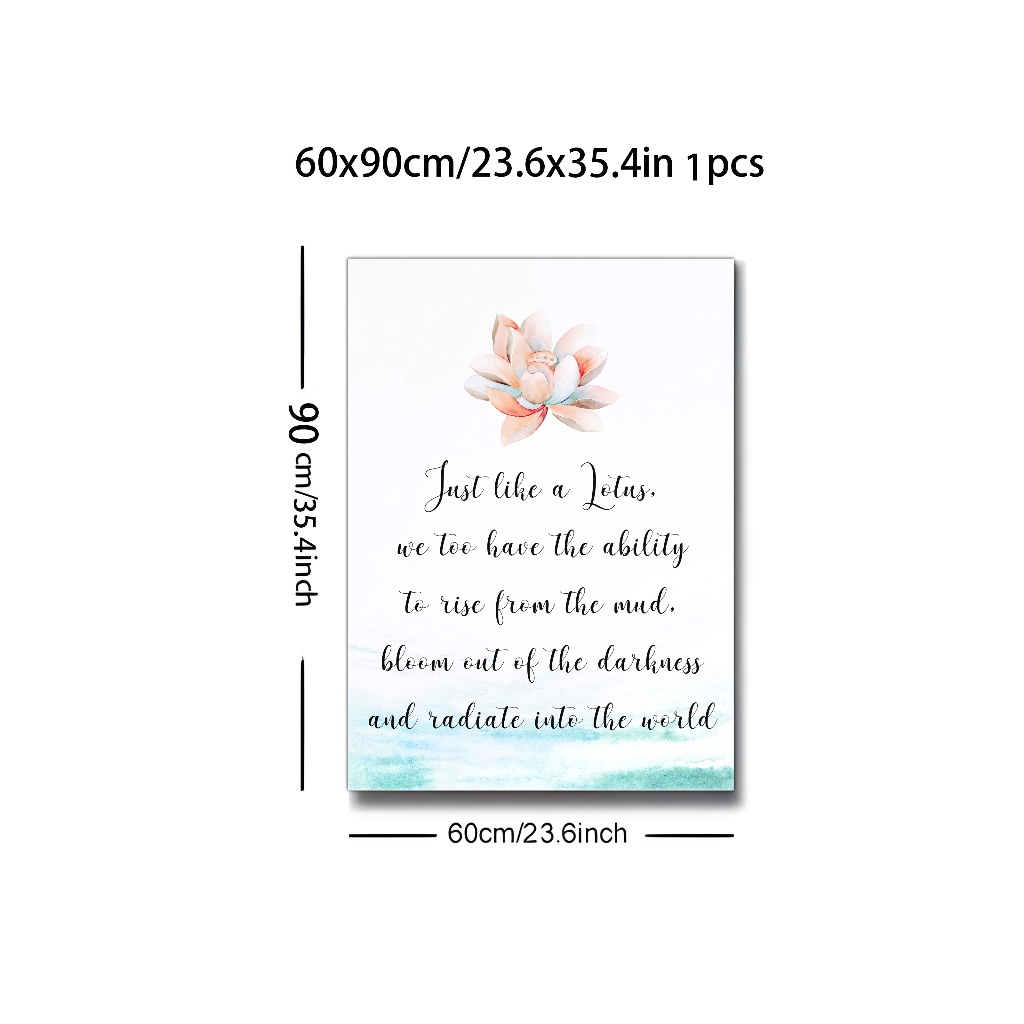 60x90cm/23.6x35.4in 1pcs
90 cm/35.4inch
Just like a Lotus,
we too have the ability
to rise from the mud,
bloom out of the darkness
and radiate into the world
60cm/23.6inch